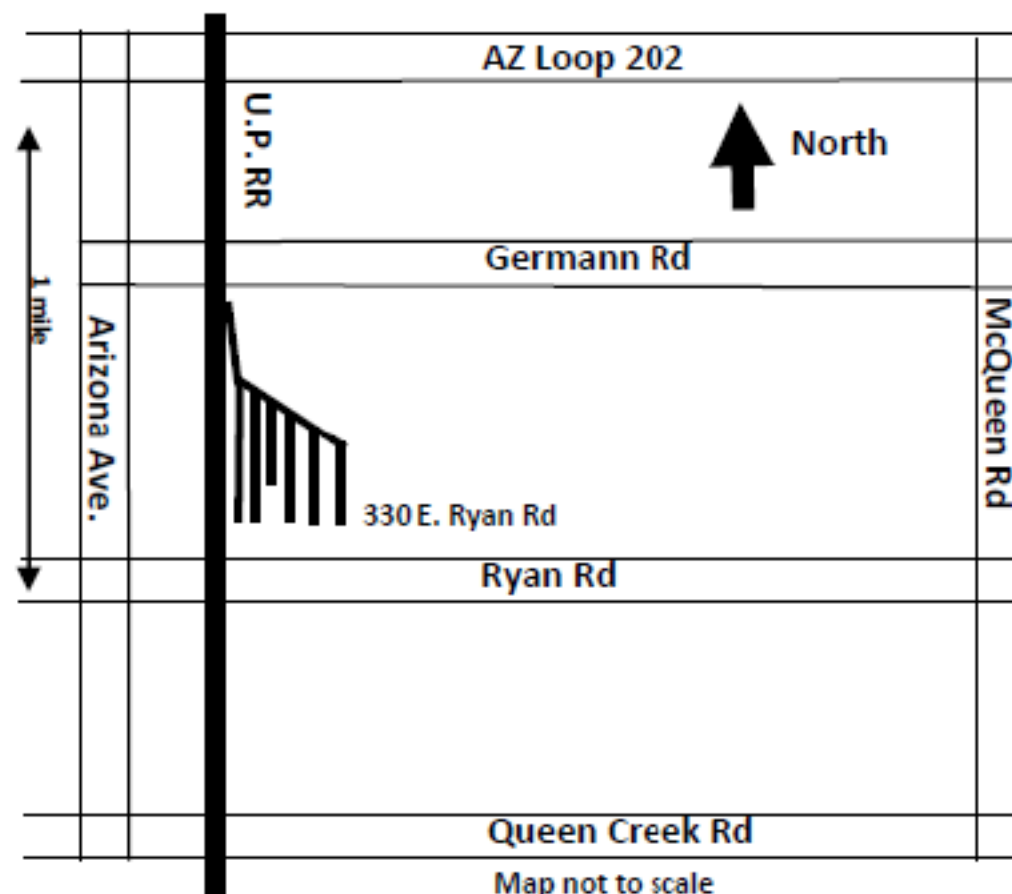 AZ Loop 202
U.P. RR
North
Germann Rd
1 mile
Arizona Ave.
McQueen Rd
330 E. Ryan Rd
Ryan Rd
Queen Creek Rd
Map not to scale